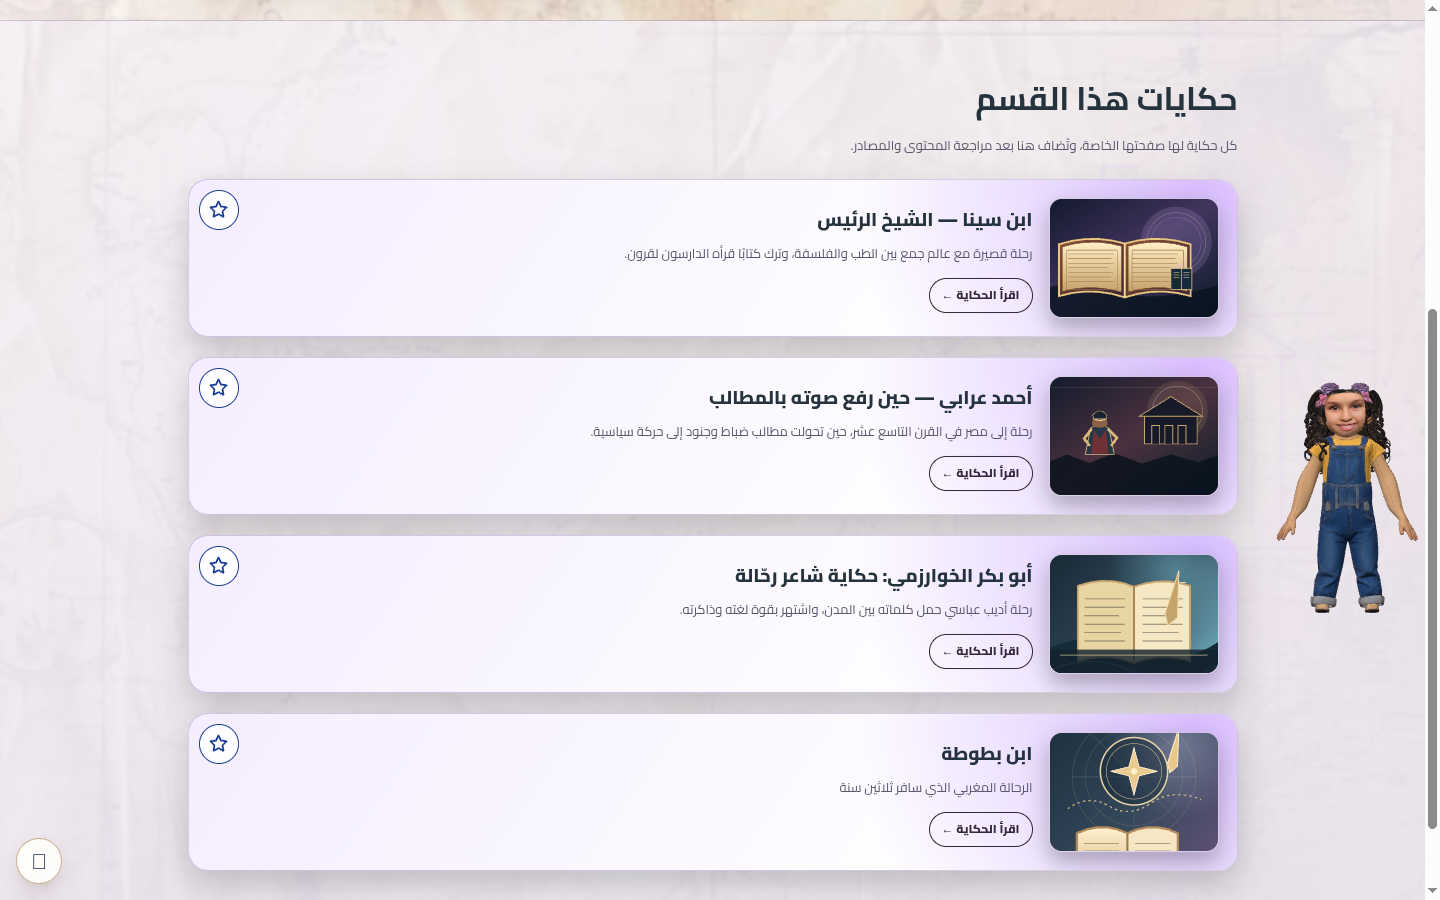 حكايات هذا القسم
كل حكاية لها صفحتها الخاصة، وتُضاف هنا بعد مراجعة المحتوى والمصادر.
ابن سينا — الشيخ الرئيس
رحلة قصيرة مع عالم جمع بين الطب والفلسفة، وترك كتابًا قرأه الدارسون لقرون.
اقرأ الحكاية ←
أحمد عرابي — حين رفع صوته بالمطالب
رحلة إلى مصر في القرن التاسع عشر، حين تحولت مطالب ضباط وجنود إلى حركة سياسية.
اقرأ الحكاية ←
أبو بكر الخوارزمي: حكاية شاعر رحّالة
رحلة أديب عباسي حمل كلماته بين المدن، واشتهر بقوة لغته وذاكرته.
اقرأ الحكاية ←
ابن بطوطة
الرحالة المغربي الذي سافر ثلاثين سنة
اقرأ الحكاية ←